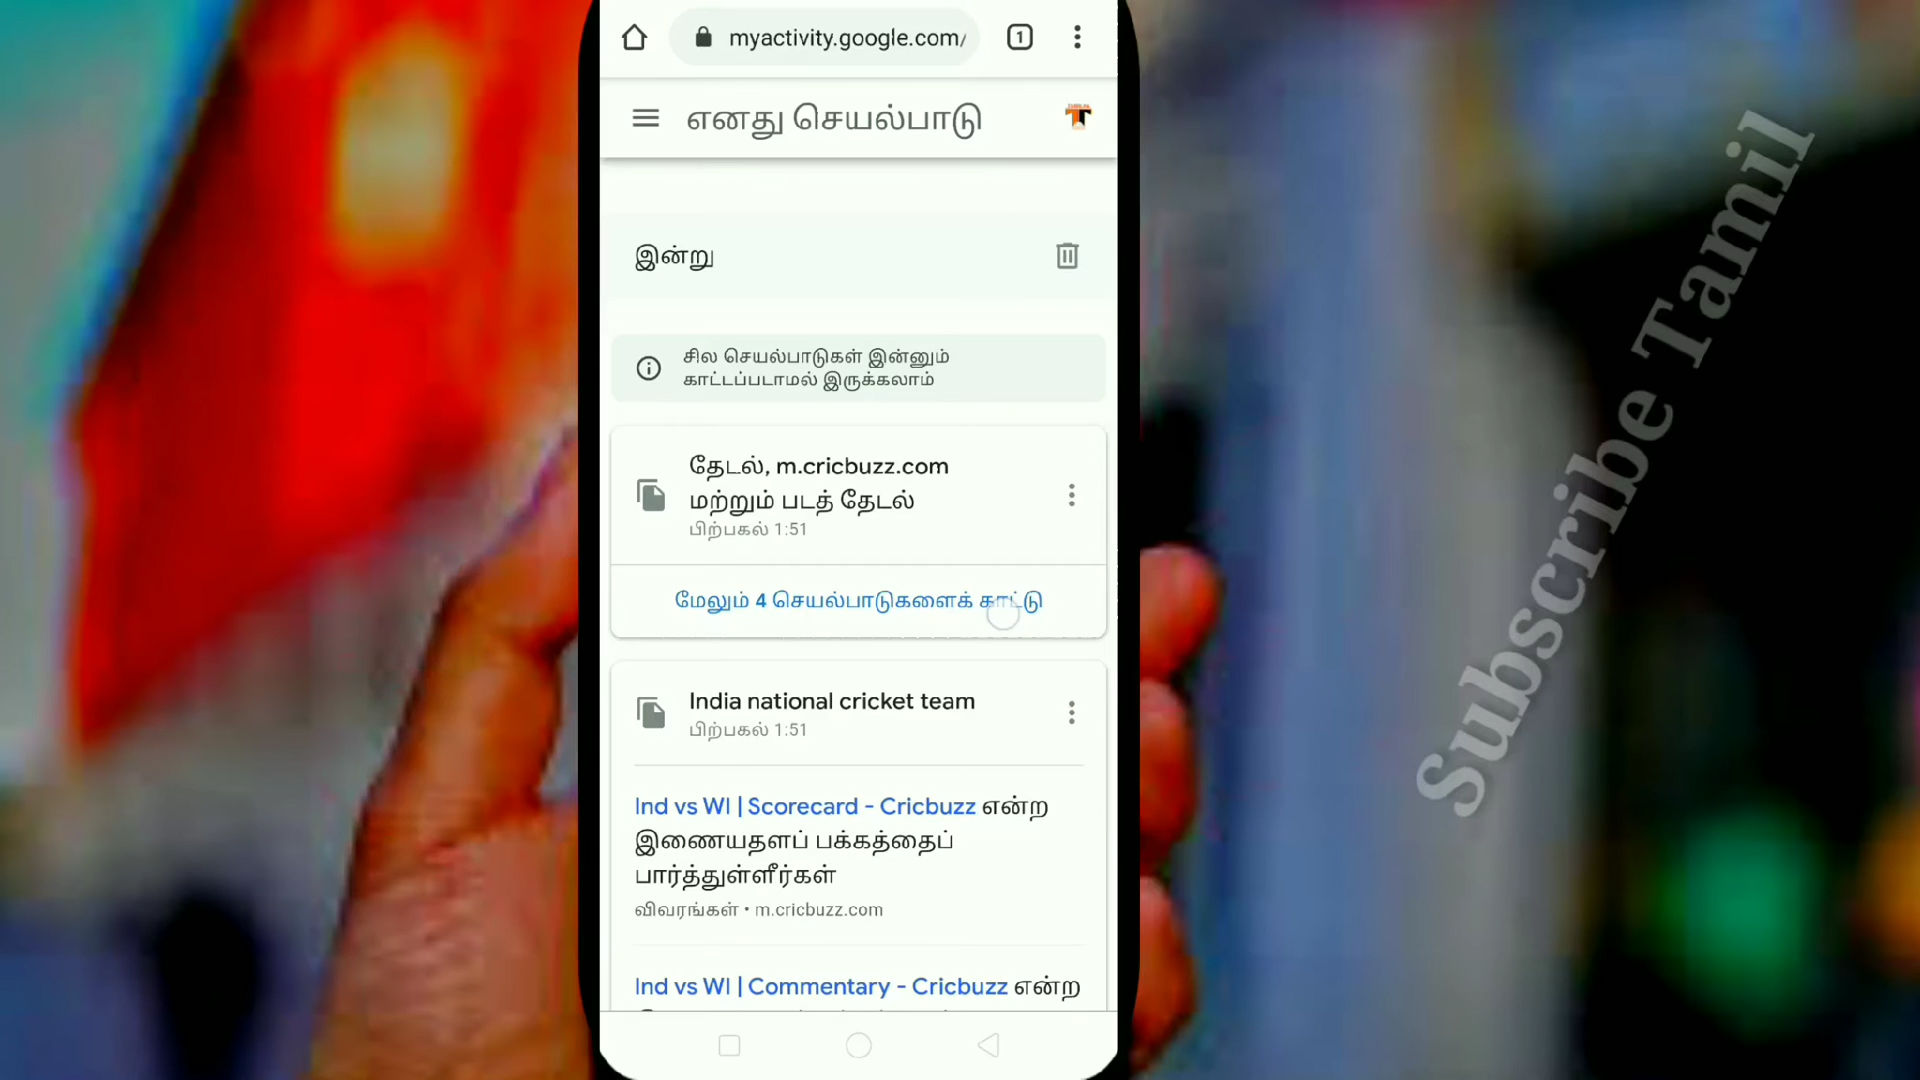 myactivity.google.com/
1
எனது செயல்பாடு
இன்று
சில செயல்பாடுகள் இன்னும்
காட்டப்படாமல் இருக்கலாம்
தேடல், m.cricbuzz.com
மற்றும் படத் தேடல்
பிற்பகல் 1:51
மேலும் 4 செயல்பாடுகளைக் காட்டு
India national cricket team
பிற்பகல் 1:51
Ind vs WI | Scorecard - Cricbuzz என்ற
இணையதளப் பக்கத்தைப்
பார்த்துள்ளீர்கள்
விவரங்கள் • m.cricbuzz.com
Ind vs WI | Commentary - Cricbuzz என்ற
Subscribe Tamil